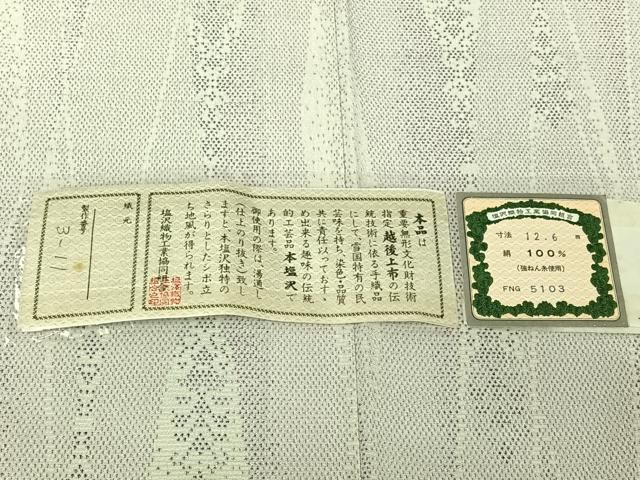 本品は
重要無形文化財技術
指定越後上布の伝
統技術に依る手織品
にして、雪国特有の民
芸味を持ち染色・品質
共に責任以っておすゝ
め出来る趣味の伝統
的工芸品本塩沢で
あります。
御使用の際は、湯通し
仕上(のり抜き)致し
ますと本塩沢独特の
さらりとしたシボ立
ち地風が得られます。
塩沢織物工業協同組合
織元
製作番号 3-11
塩沢織物工業協同組合
寸法 12.6 m
絹 100%
(強ねん糸使用)
FNG 5103